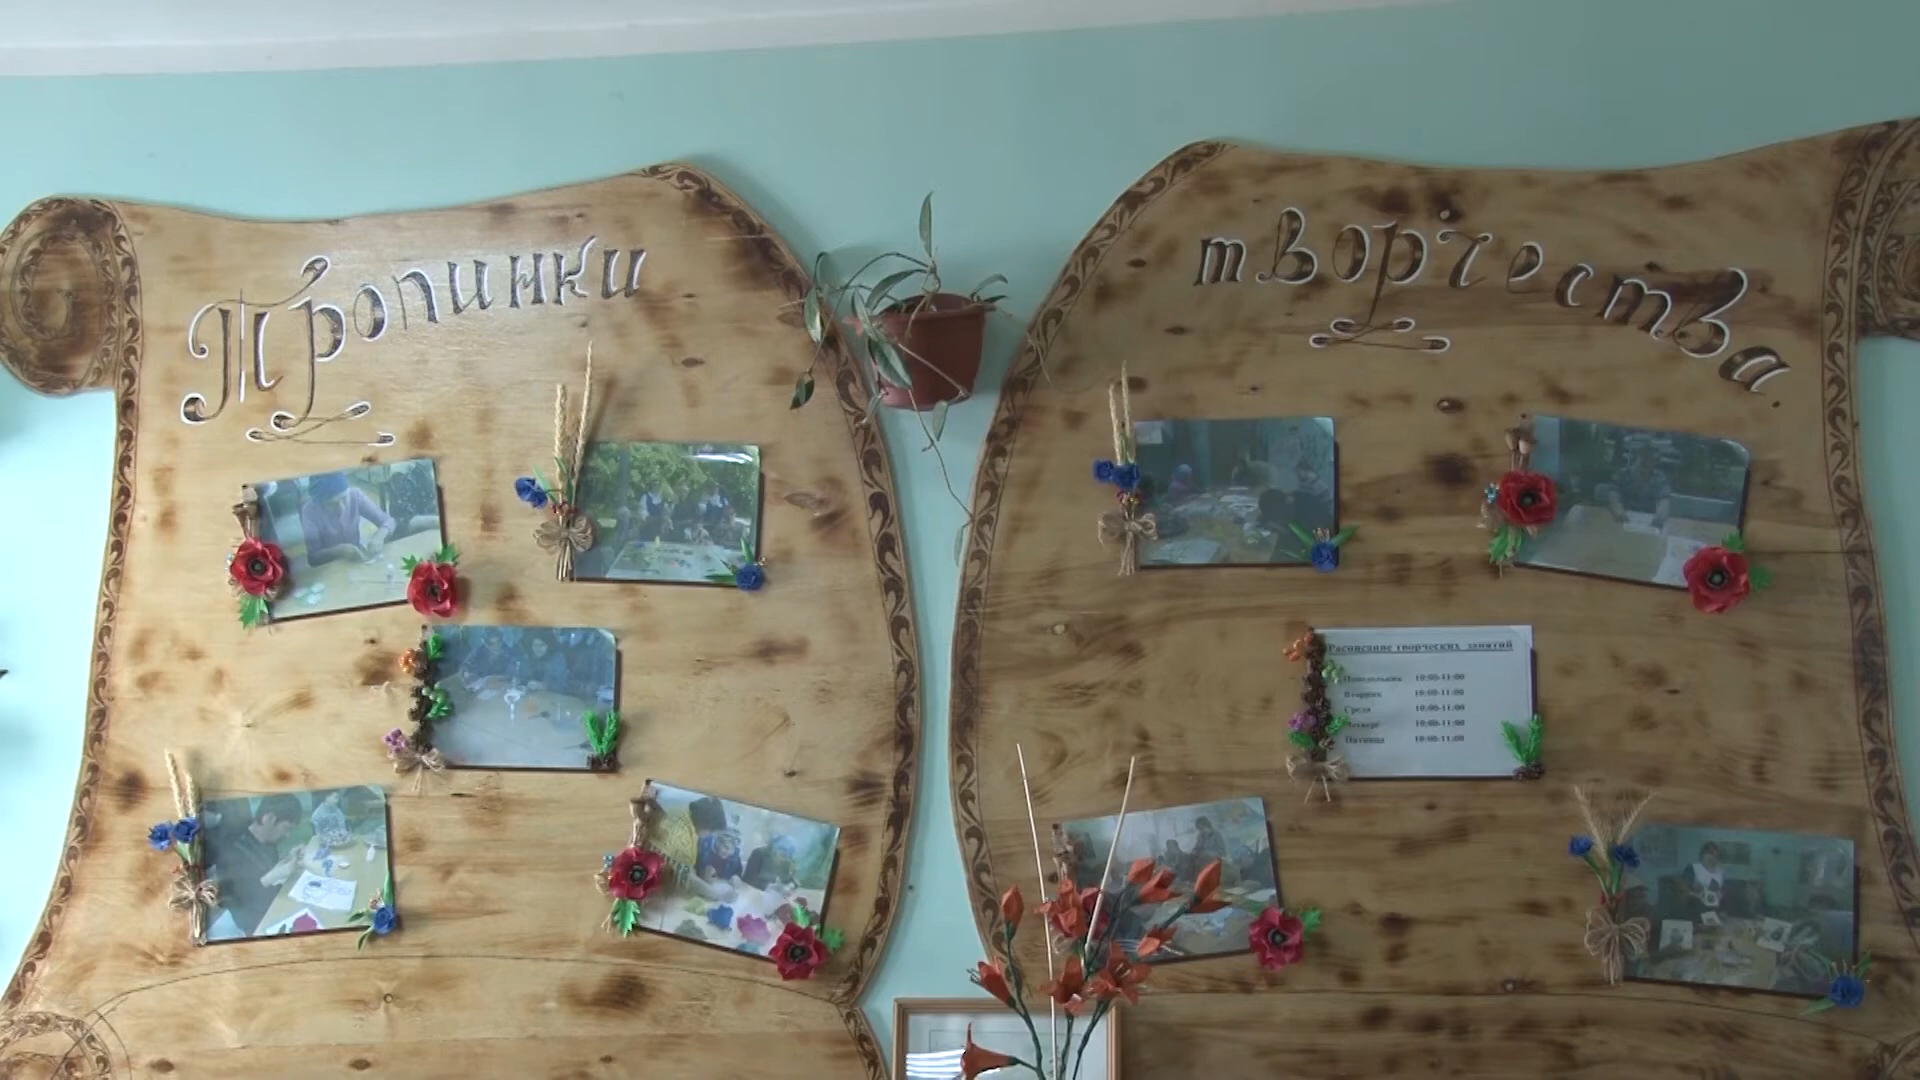 Тропинки
творчества
Расписание творческих занятий
Понедельник 10:00-11:00
Вторник 10:00-11:00
Среда 10:00-11:00
Четверг 10:00-11:00
Пятница 10:00-11:00